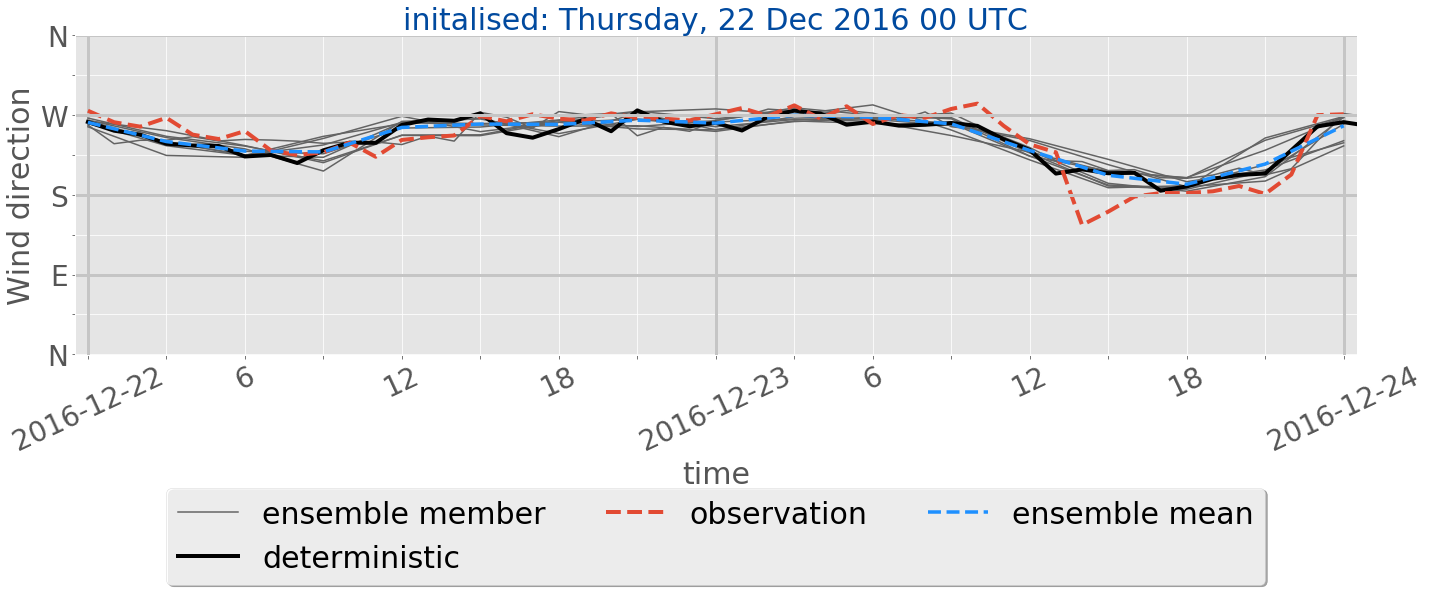 initalised: Thursday, 22 Dec 2016 00 UTC
N
W
S
E
N
Wind direction
2016-12-22
6
12
18
2016-12-23
6
12
18
2016-12-24
time
ensemble member
observation
ensemble mean
deterministic